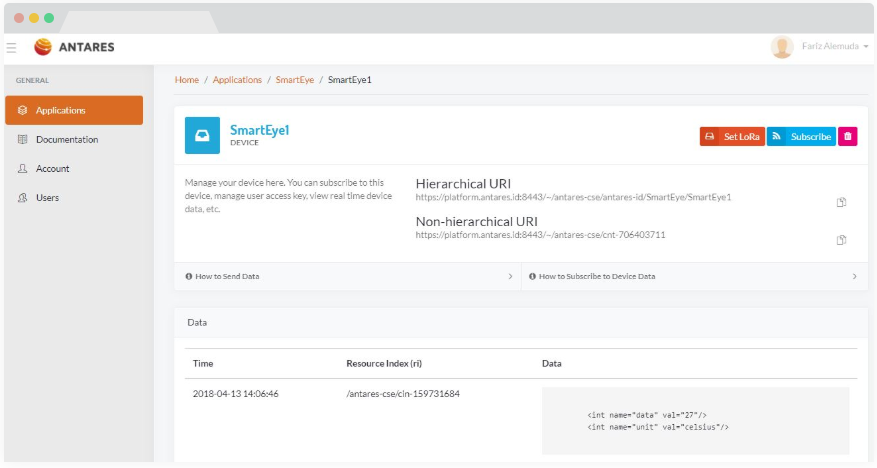 ANTARES
Fariz Alemuda
GENERAL
Applications
Documentation
Account
Users
Home / Applications / SmartEye / SmartEye1
SmartEye1
DEVICE
Set LoRa
Subscribe
Manage your device here. You can subscribe to this
device, manage user access key, view real time device
data, etc.
Hierarchical URI
https://platform.antares.id:8443/~/antares-cse/antares-id/SmartEye/SmartEye1
Non-hierarchical URI
https://platform.antares.id:8443/~/antares-cse/cnt-706403711
How to Send Data
How to Subscribe to Device Data
Data
Time Resource Index (ri) Data
2018-04-13 14:06:46 /antares-cse/cin-159731684
<int name="data" val="27"/>
<int name="unit" val="celsius"/>